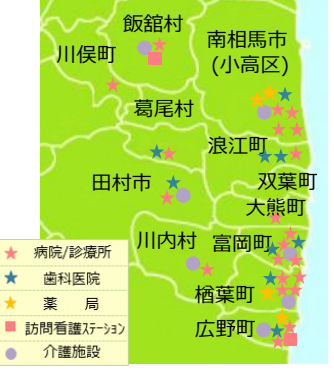 飯舘村
川俣町
南相馬市
(小高区)
葛尾村
浪江町
田村市
双葉町
大熊町
川内村
富岡町
楢葉町
広野町
病院/診療所
歯科医院
薬　局
訪問看護ｽﾃｰｼｮﾝ
介護施設